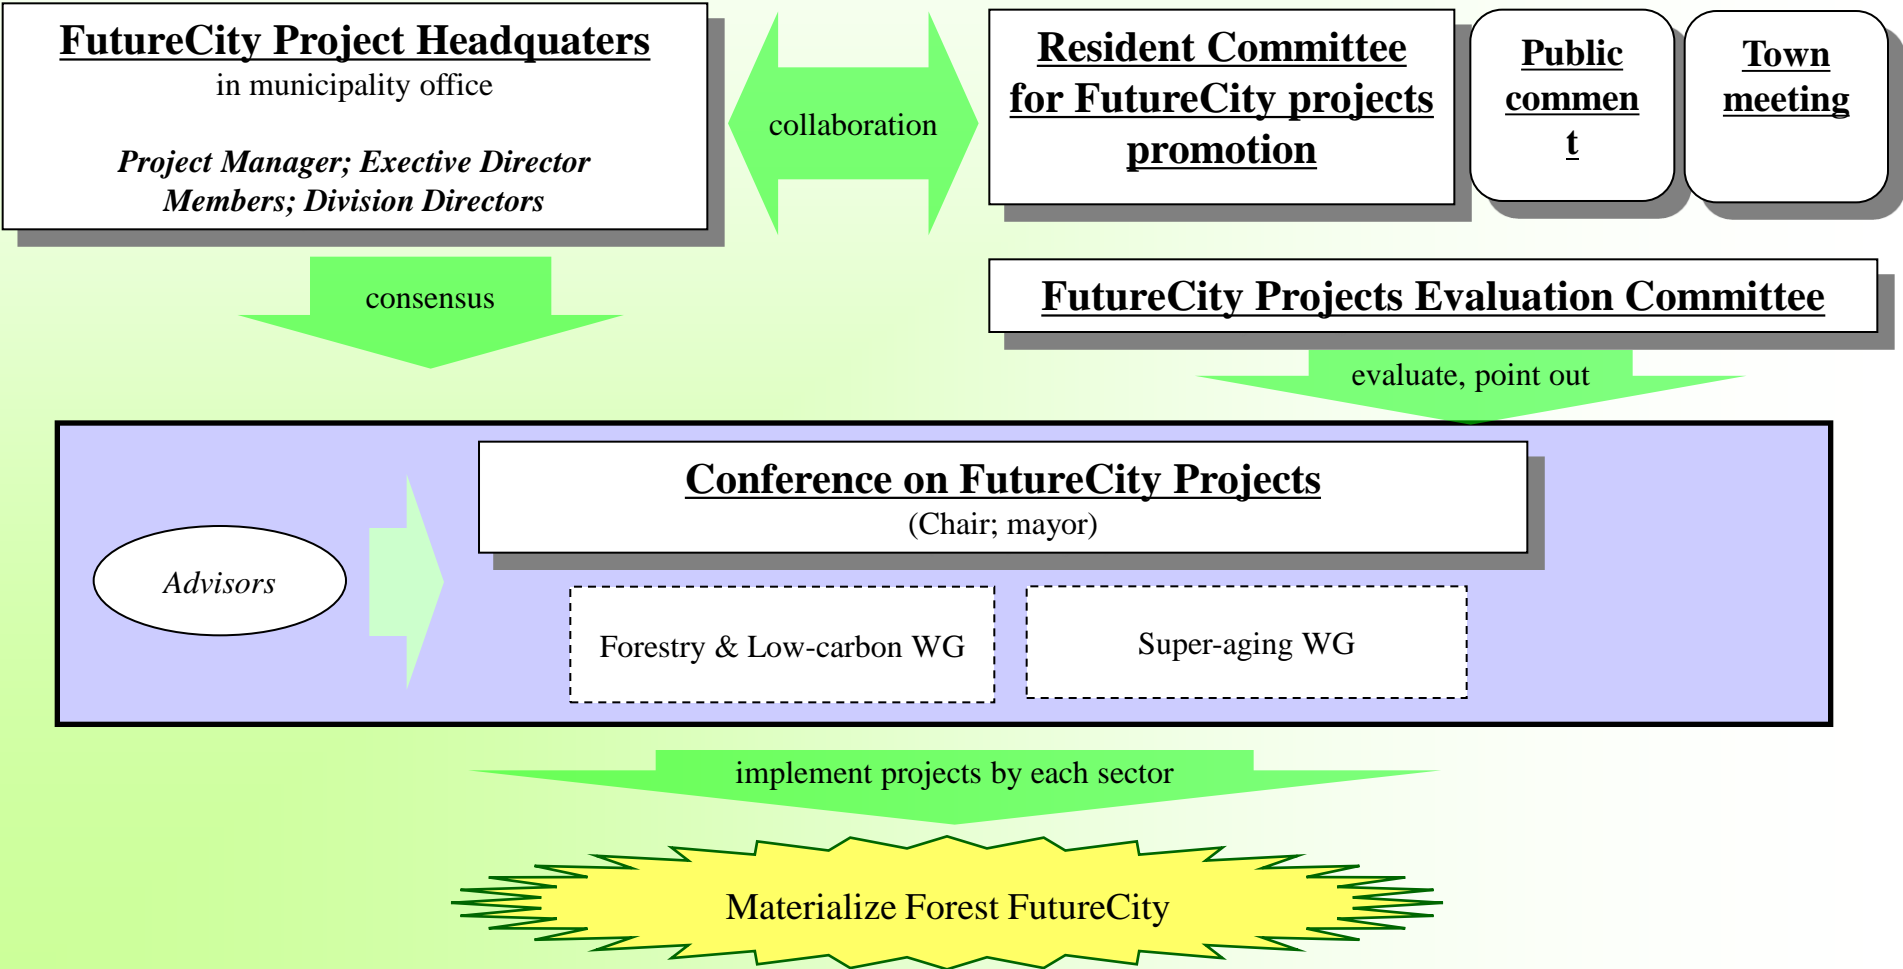 FutureCity Project Headquaters
in municipality office
Project Manager; Exective Director
Members; Division Directors
collaboration
Resident Committee
for FutureCity projects
promotion
Public
commen
t
Town
meeting
consensus
FutureCity Projects Evaluation Committee
evaluate, point out
Conference on FutureCity Projects
(Chair; mayor)
Advisors
Forestry & Low-carbon WG
Super-aging WG
implement projects by each sector
Materialize Forest FutureCity